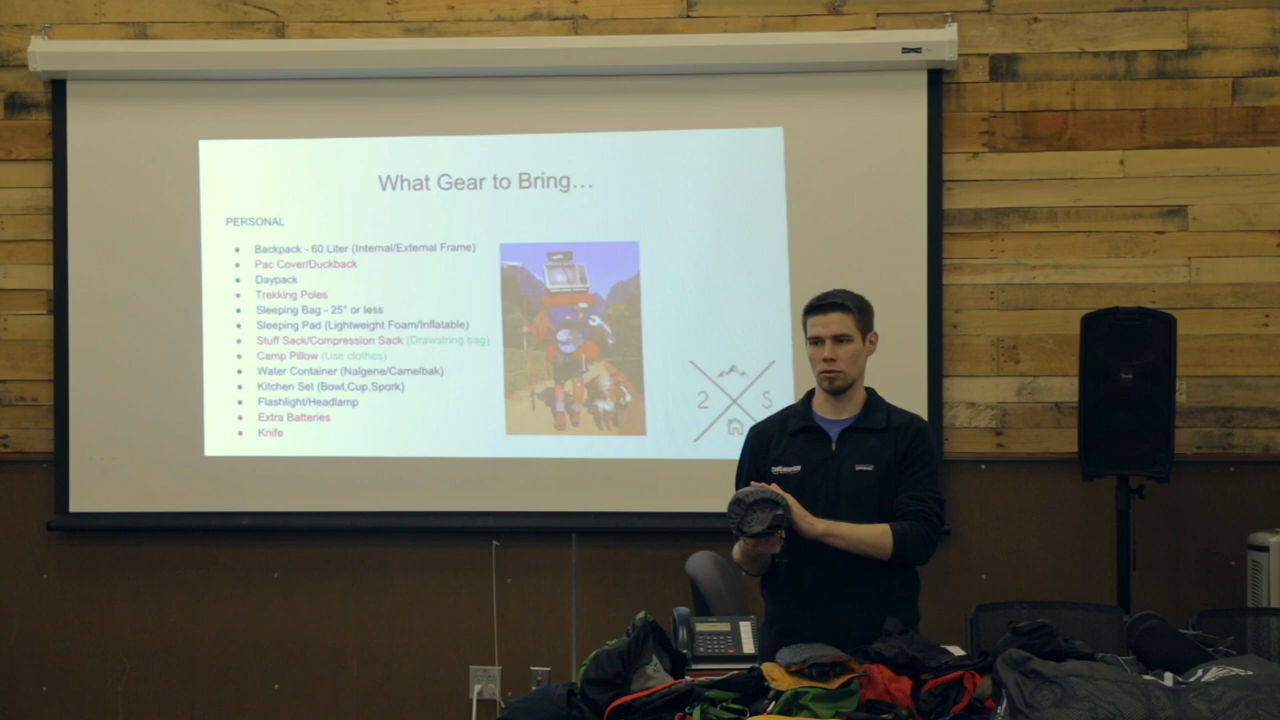 What Gear to Bring…
PERSONAL
Backpack - 60 Liter (Internal/External Frame)
Pac Cover/Duckback
Daypack
Trekking Poles
Sleeping Bag - 25° or less
Sleeping Pad (Lightweight Foam/Inflatable)
Stuff Sack/Compression Sack (Drawstring bag)
Camp Pillow (Use clothes)
Water Container (Nalgene/Camelbak)
Kitchen Set (Bowl,Cup,Spork)
Flashlight/Headlamp
Extra Batteries
Knife
2 S